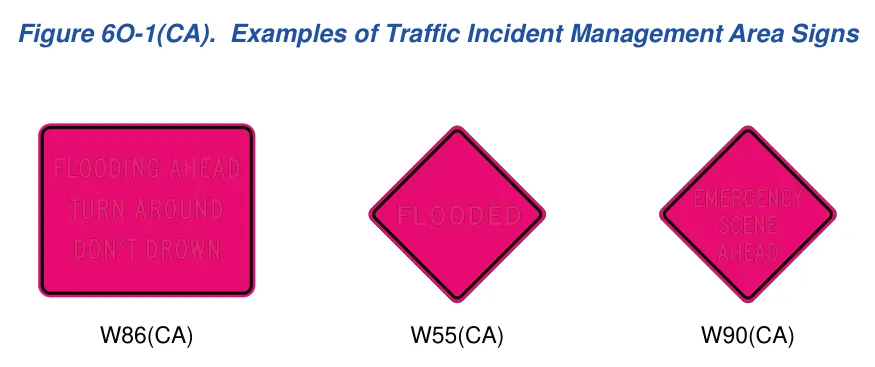 Figure 6O-1(CA). Examples of Traffic Incident Management Area Signs
FLOODING AHEAD
TURN AROUND
DON'T DROWN
FLOODED
EMERGENCY
SCENE
AHEAD
W86(CA)
W55(CA)
W90(CA)